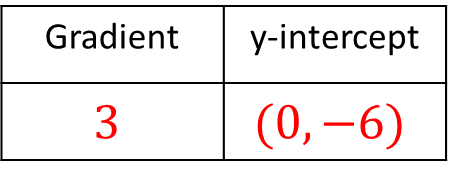 Gradient y-intercept
3 (0, −6)